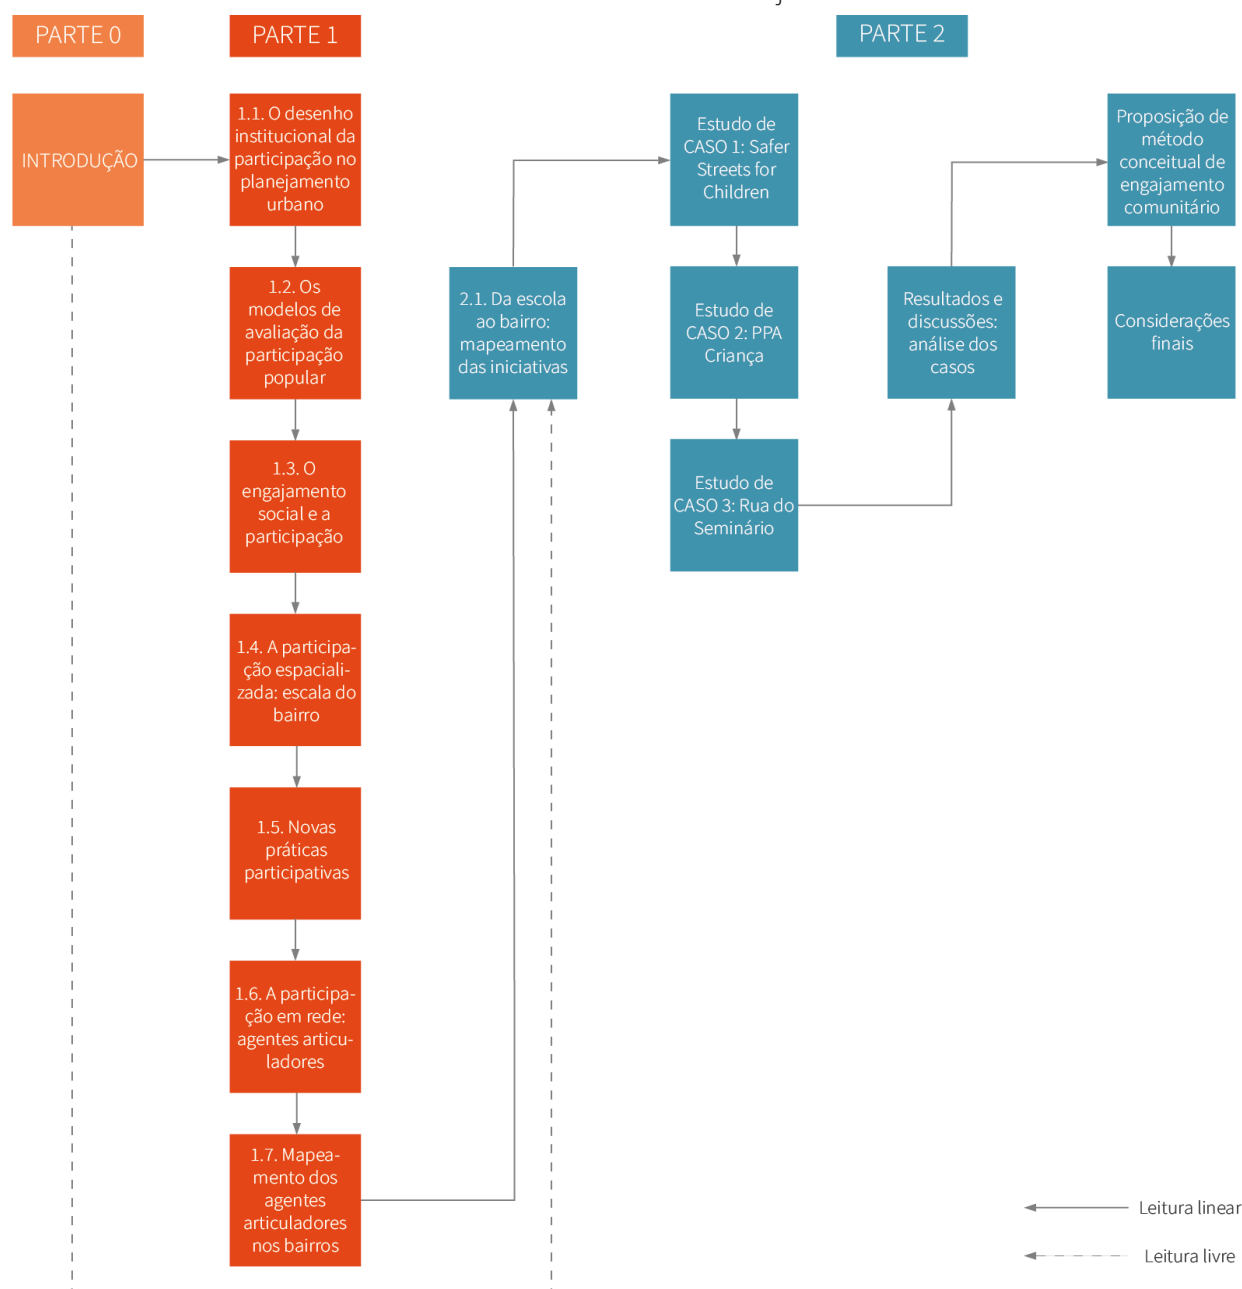 PARTE 0
PARTE 1
PARTE 2
INTRODUÇÃO
1.1. O desenho
institucional da
participação no
planejamento
urbano
1.2. Os
modelos de
avaliação da
participação
popular
1.3. O
engajamento
social e a
participação
1.4. A participa-
ção espaciali-
zada: escala do
bairro
1.5. Novas
práticas
participativas
1.6. A participa-
ção em rede:
agentes articu-
ladores
1.7. Mapea-
mento dos
agentes
articuladores
nos bairros
2.1. Da escola
ao bairro:
mapeamento
das iniciativas
Estudo de
CASO 1: Safer
Streets for
Children
Estudo de
CASO 2: PPA
Criança
Estudo de
CASO 3: Rua do
Seminário
Resultados e
discussões:
análise dos
casos
Proposição de
método
conceitual de
engajamento
comunitário
Considerações
finais
Leitura linear
Leitura livre